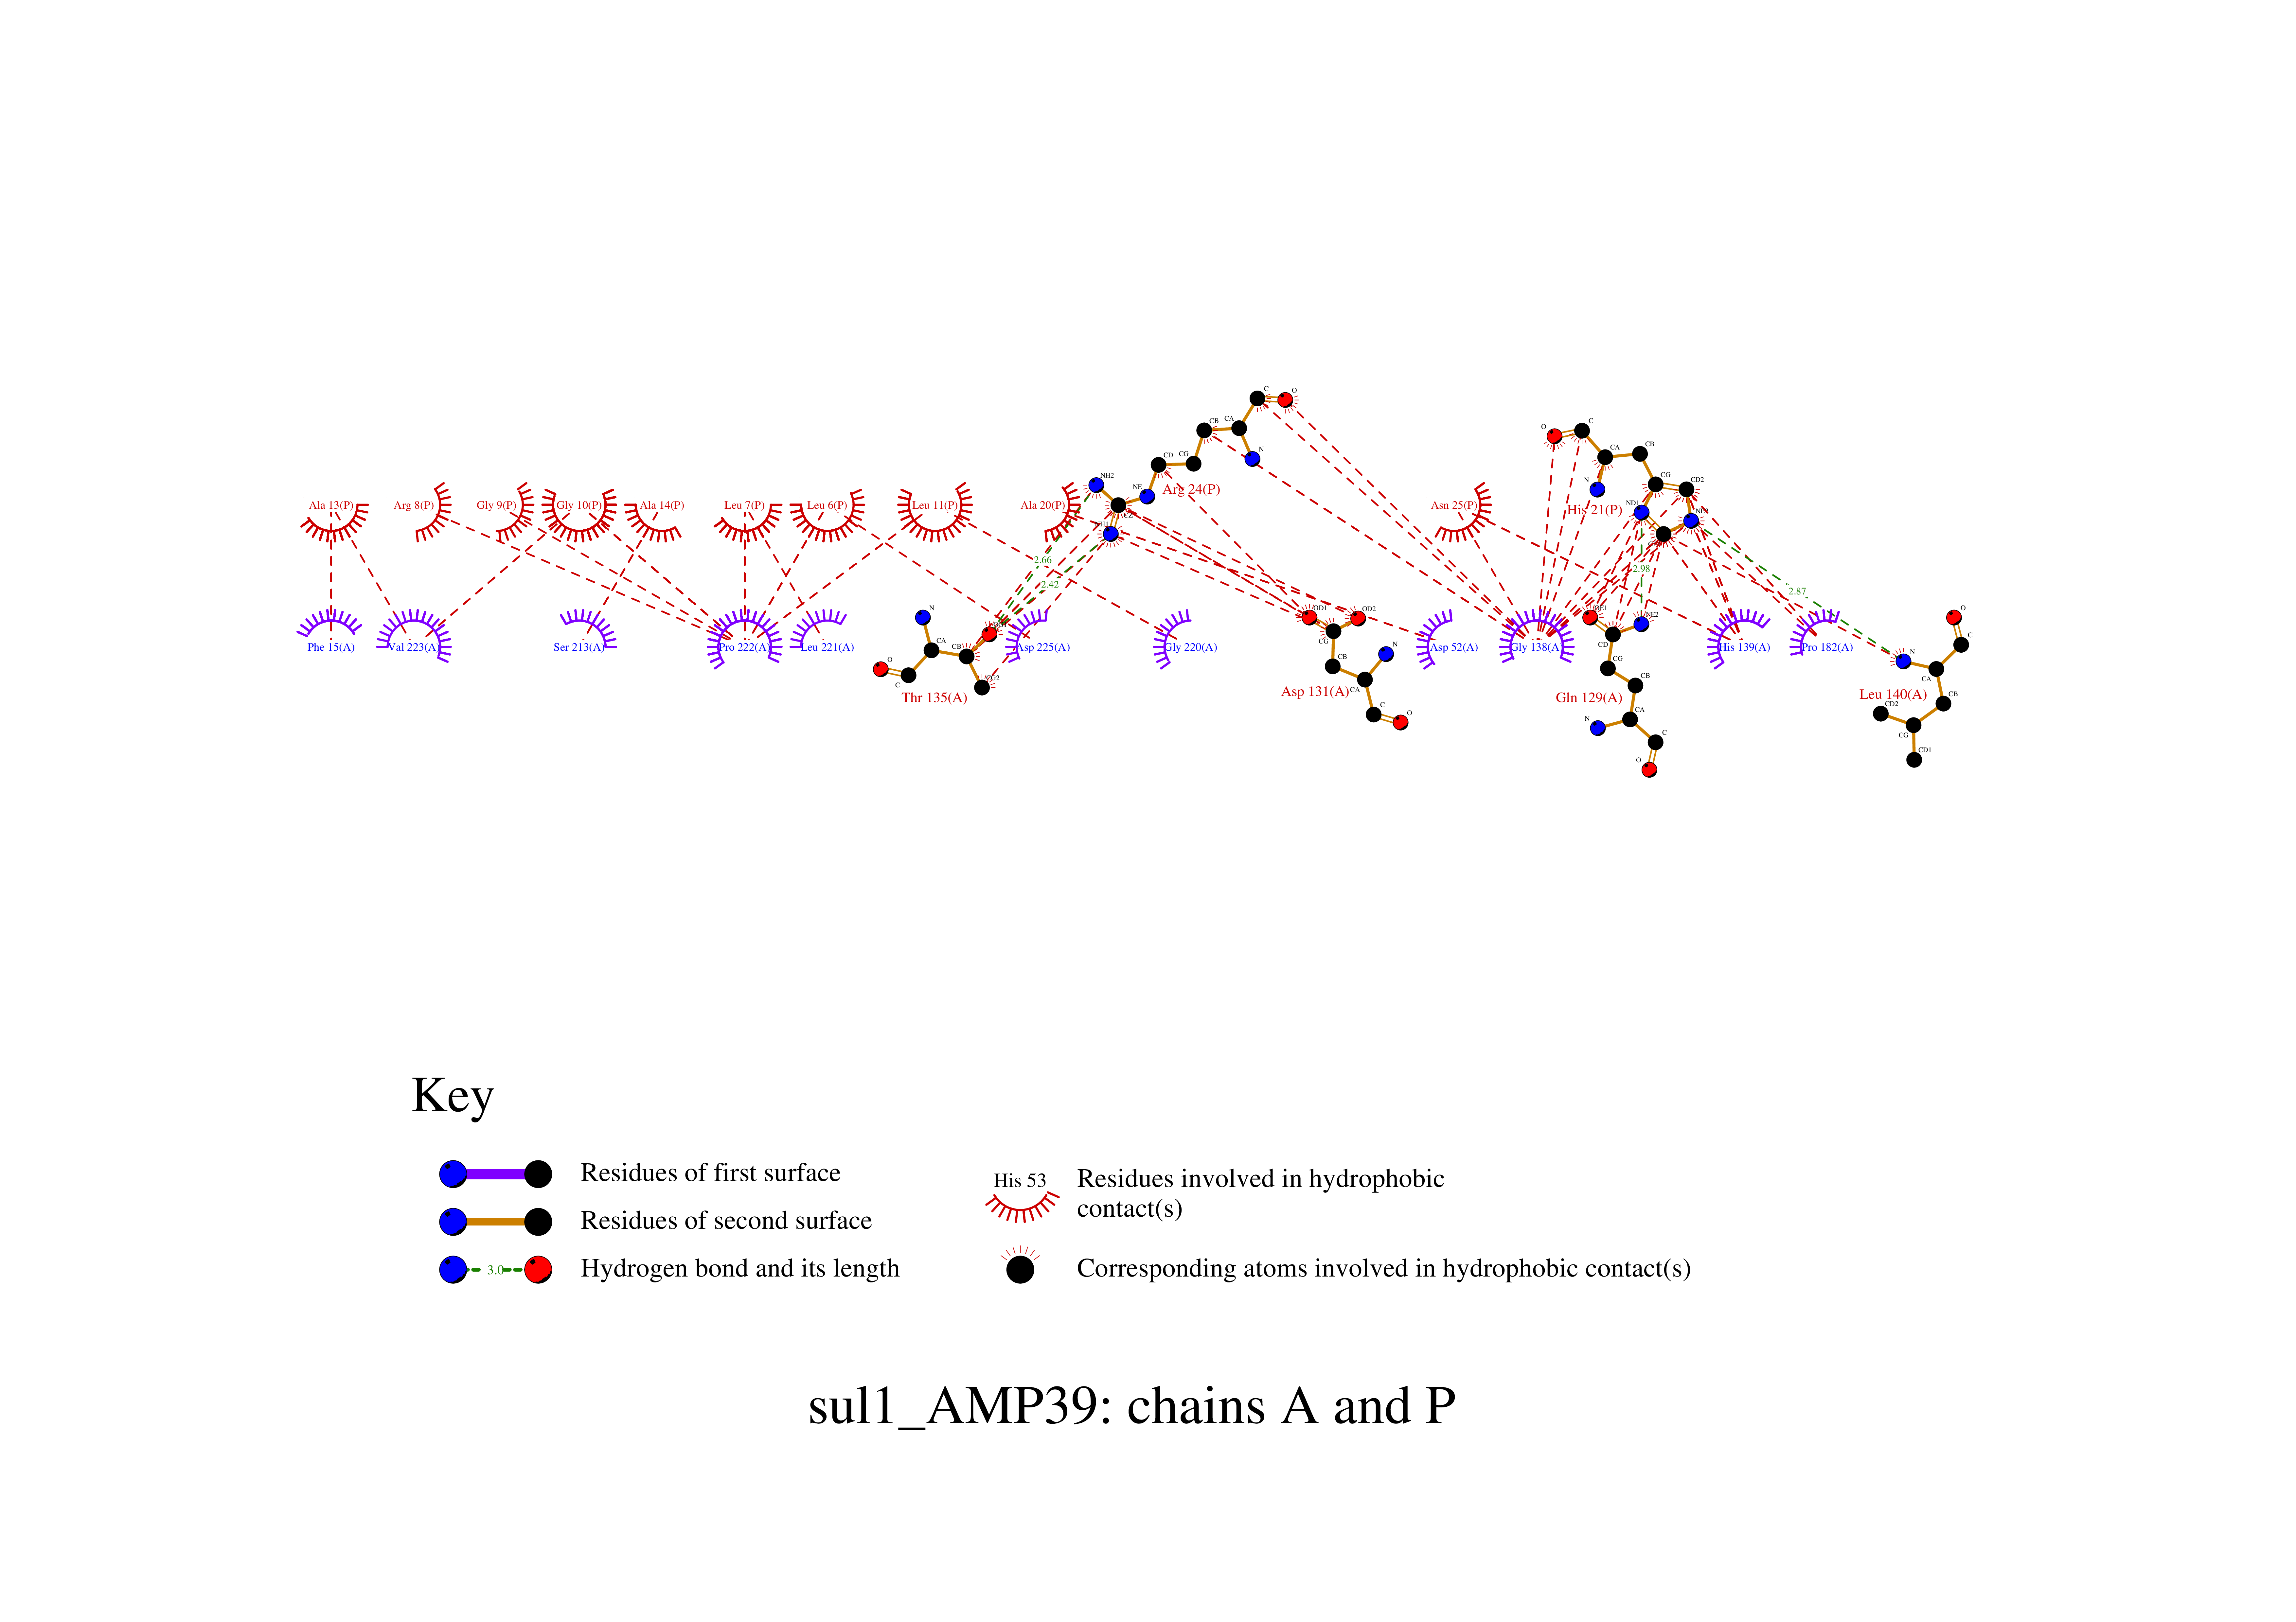 C O
CB CA
O C
CD CG N
CA CB
NH2
NE
Arg 24(P)
CG CD2
N ND1
His 21(P)
NE2
Ala 13(P) Arg 8(P) Gly 9(P) Gly 10(P) Ala 14(P) Leu 7(P) Leu 6(P) Leu 11(P) Ala 20(P) Asn 25(P)
CZ
NH1
2.66
2.42
2.98
2.87
N OD1 OD2 OE1 NE2 O
Phe 15(A) Val 223(A) Ser 213(A) Pro 222(A) Leu 221(A) Asp 225(A) Gly 220(A) Asp 52(A) Gly 138(A) His 139(A) Pro 182(A)
CA CB CG N CD N C
O C CG2 CB CA CG CB CA CB
Thr 135(A) Asp 131(A) Gln 129(A) Leu 140(A)
C O N CA C CD2 CG
O CD1
Key
Residues of first surface
Residues of second surface
3.0 Hydrogen bond and its length
His 53 Residues involved in hydrophobic
contact(s)
Corresponding atoms involved in hydrophobic contact(s)
sul1_AMP39: chains A and P